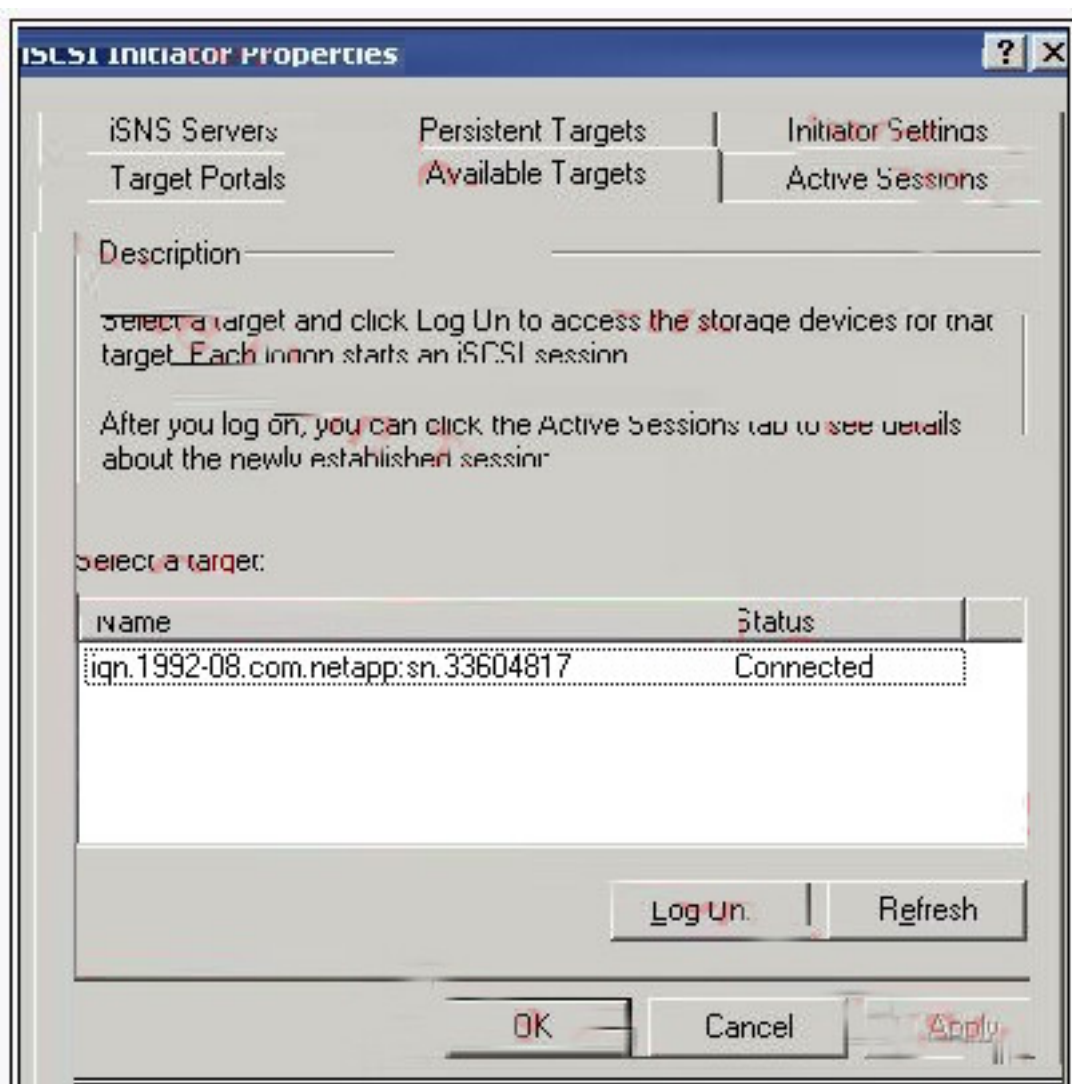 iSCSI Initiator Properties
iSNS Servers Persistent Targets Initiator Settings
Target Portals Available Targets Active Sessions
Description
Select a target and click Log On to access the storage devices for that
target. Each logon starts an iSCSI session.
After you log on, you can click the Active Sessions tab to see details
about the newly established session.
Select a target:
Name Status
iqn.1992-08.com.netapp:sn.33604817 Connected
Log On... Refresh
OK Cancel Apply